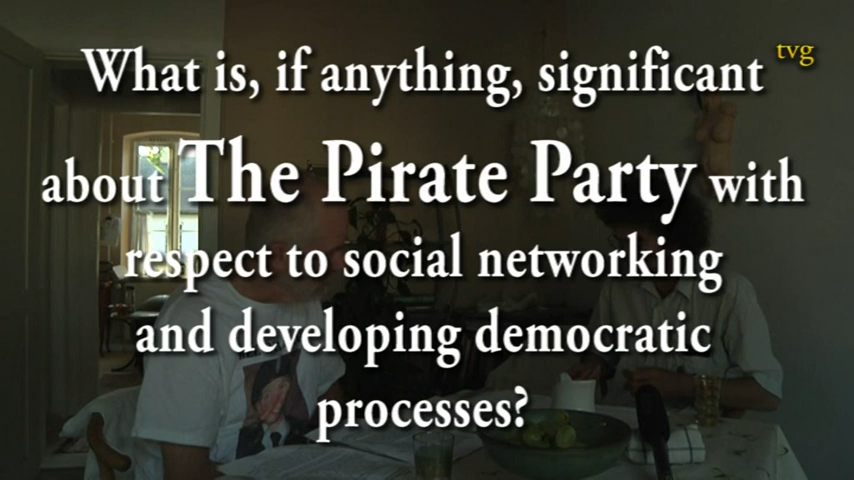 What is, if anything, significant
tvg
about The Pirate Party with
respect to social networking
and developing democratic
processes?